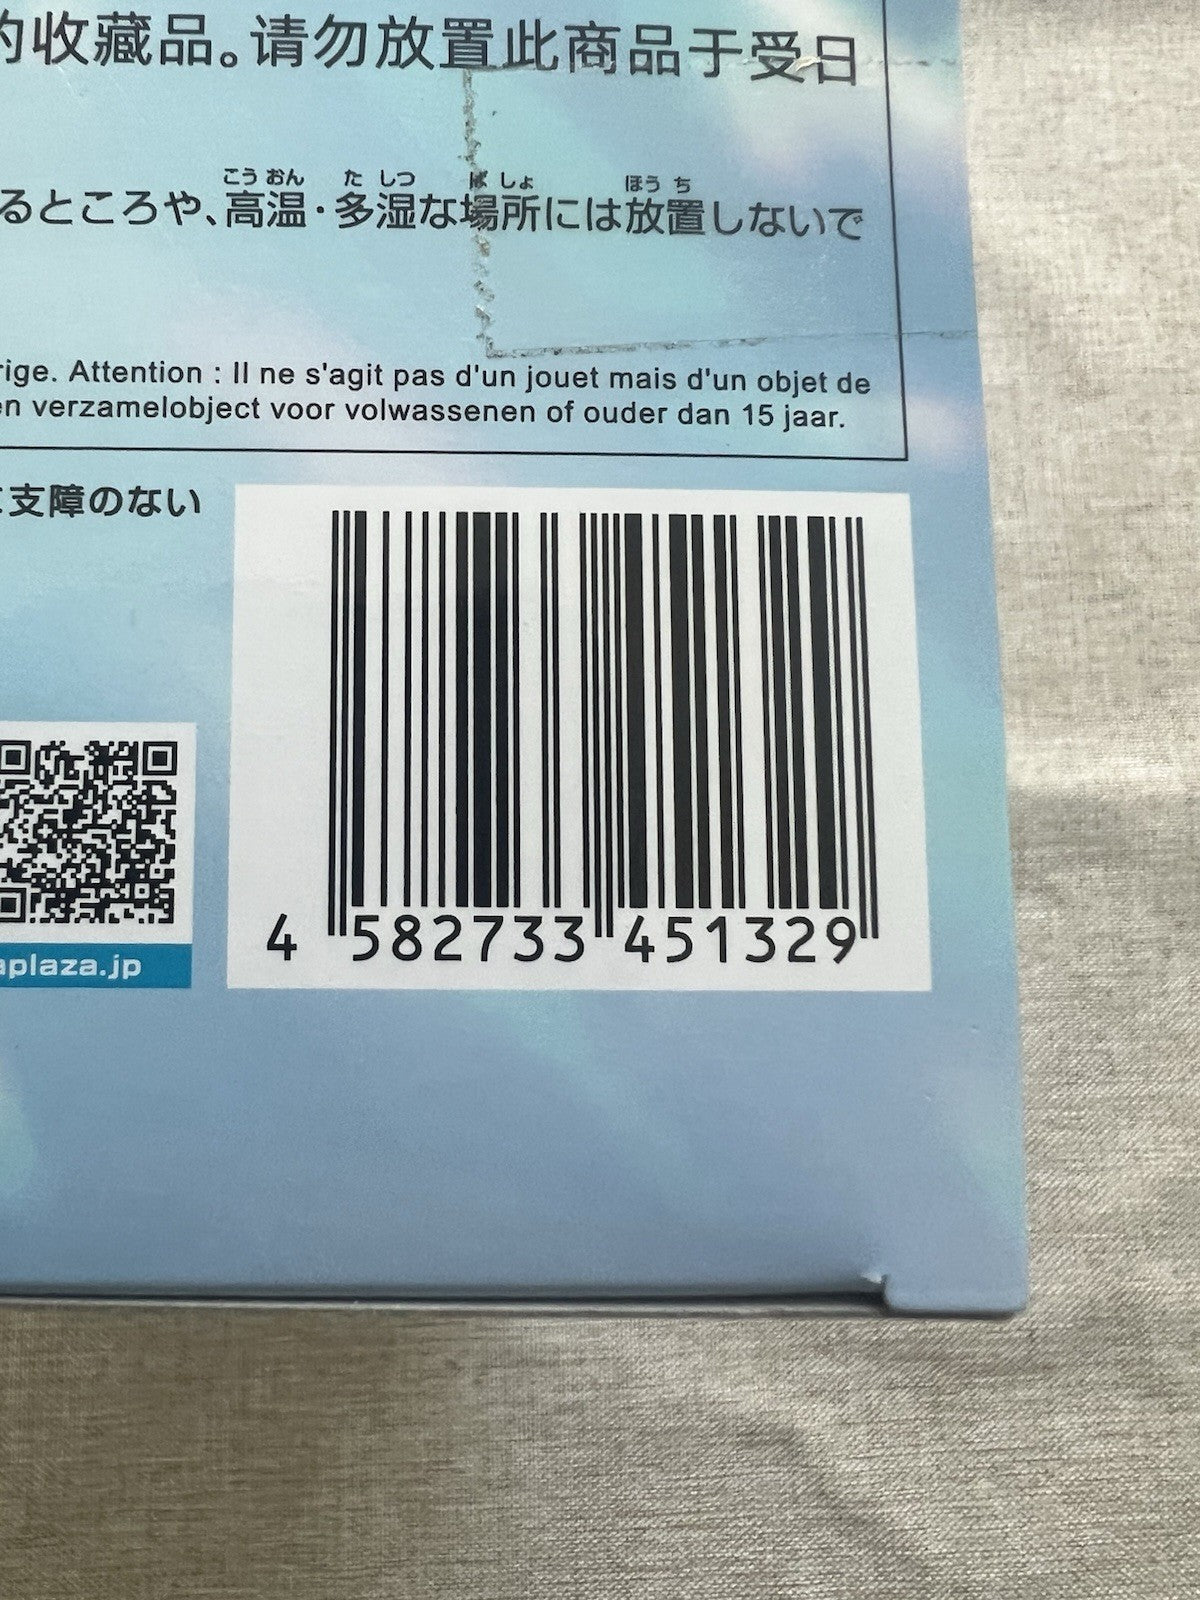 的收藏品。请勿放置此商品于受日
こうおん たしつ ばしょ ほうち
るところや、高温・多湿な場所には放置しないで
rige. Attention : Il ne s'agit pas d'un jouet mais d'un objet de
en verzamelobject voor volwassenen of ouder dan 15 jaar.
に支障のない
aplaza.jp
4 582733 451329